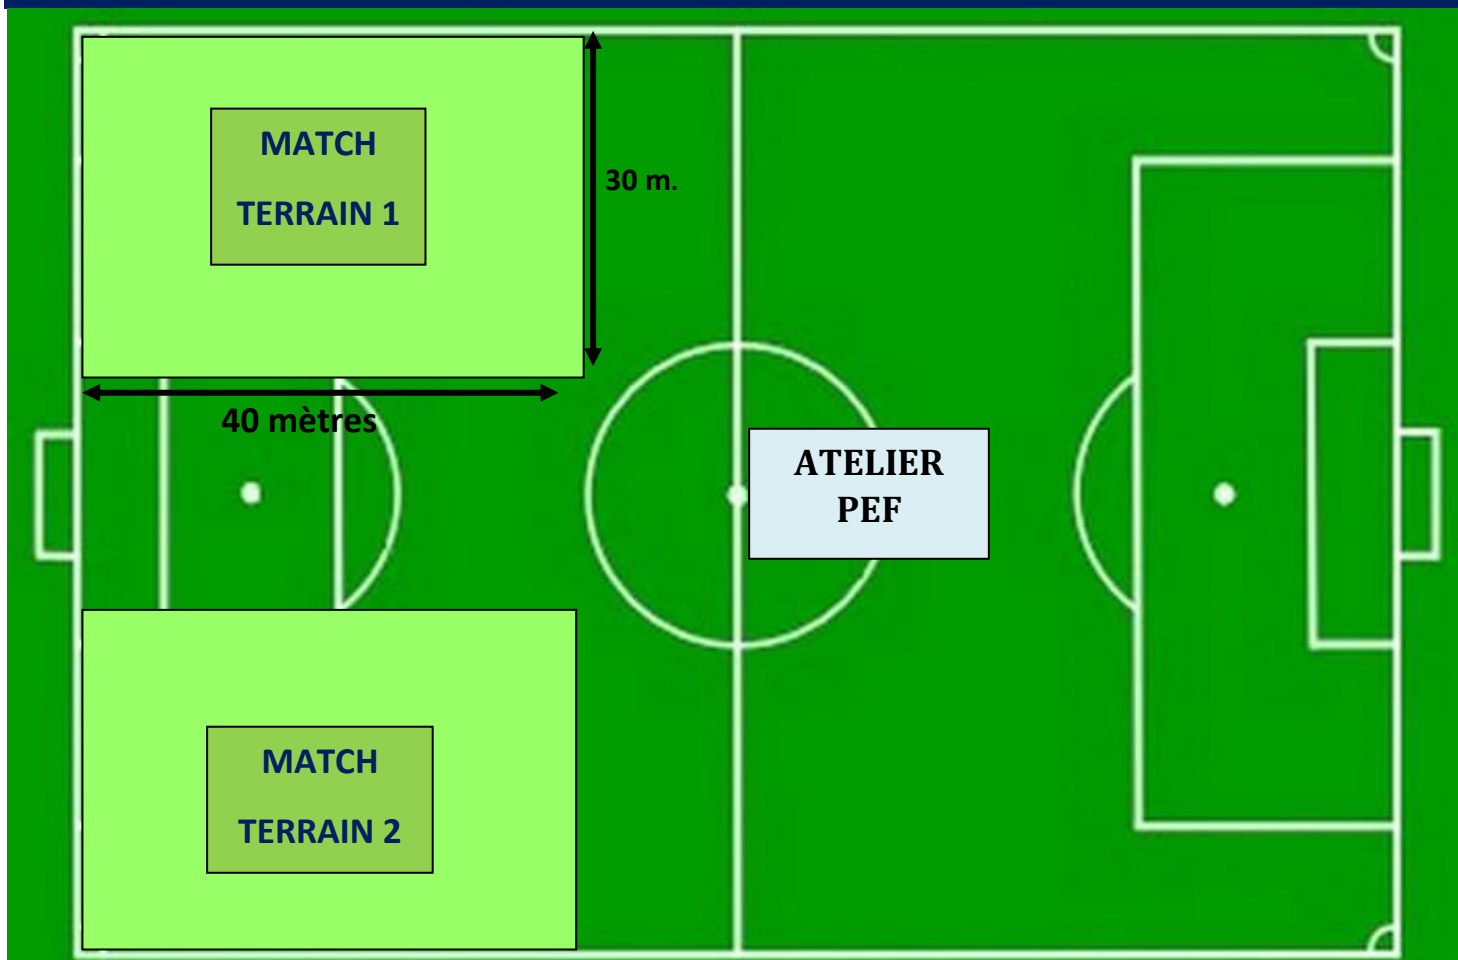 MATCH
TERRAIN 1
30 m.
40 mètres
ATELIER
PEF
MATCH
TERRAIN 2